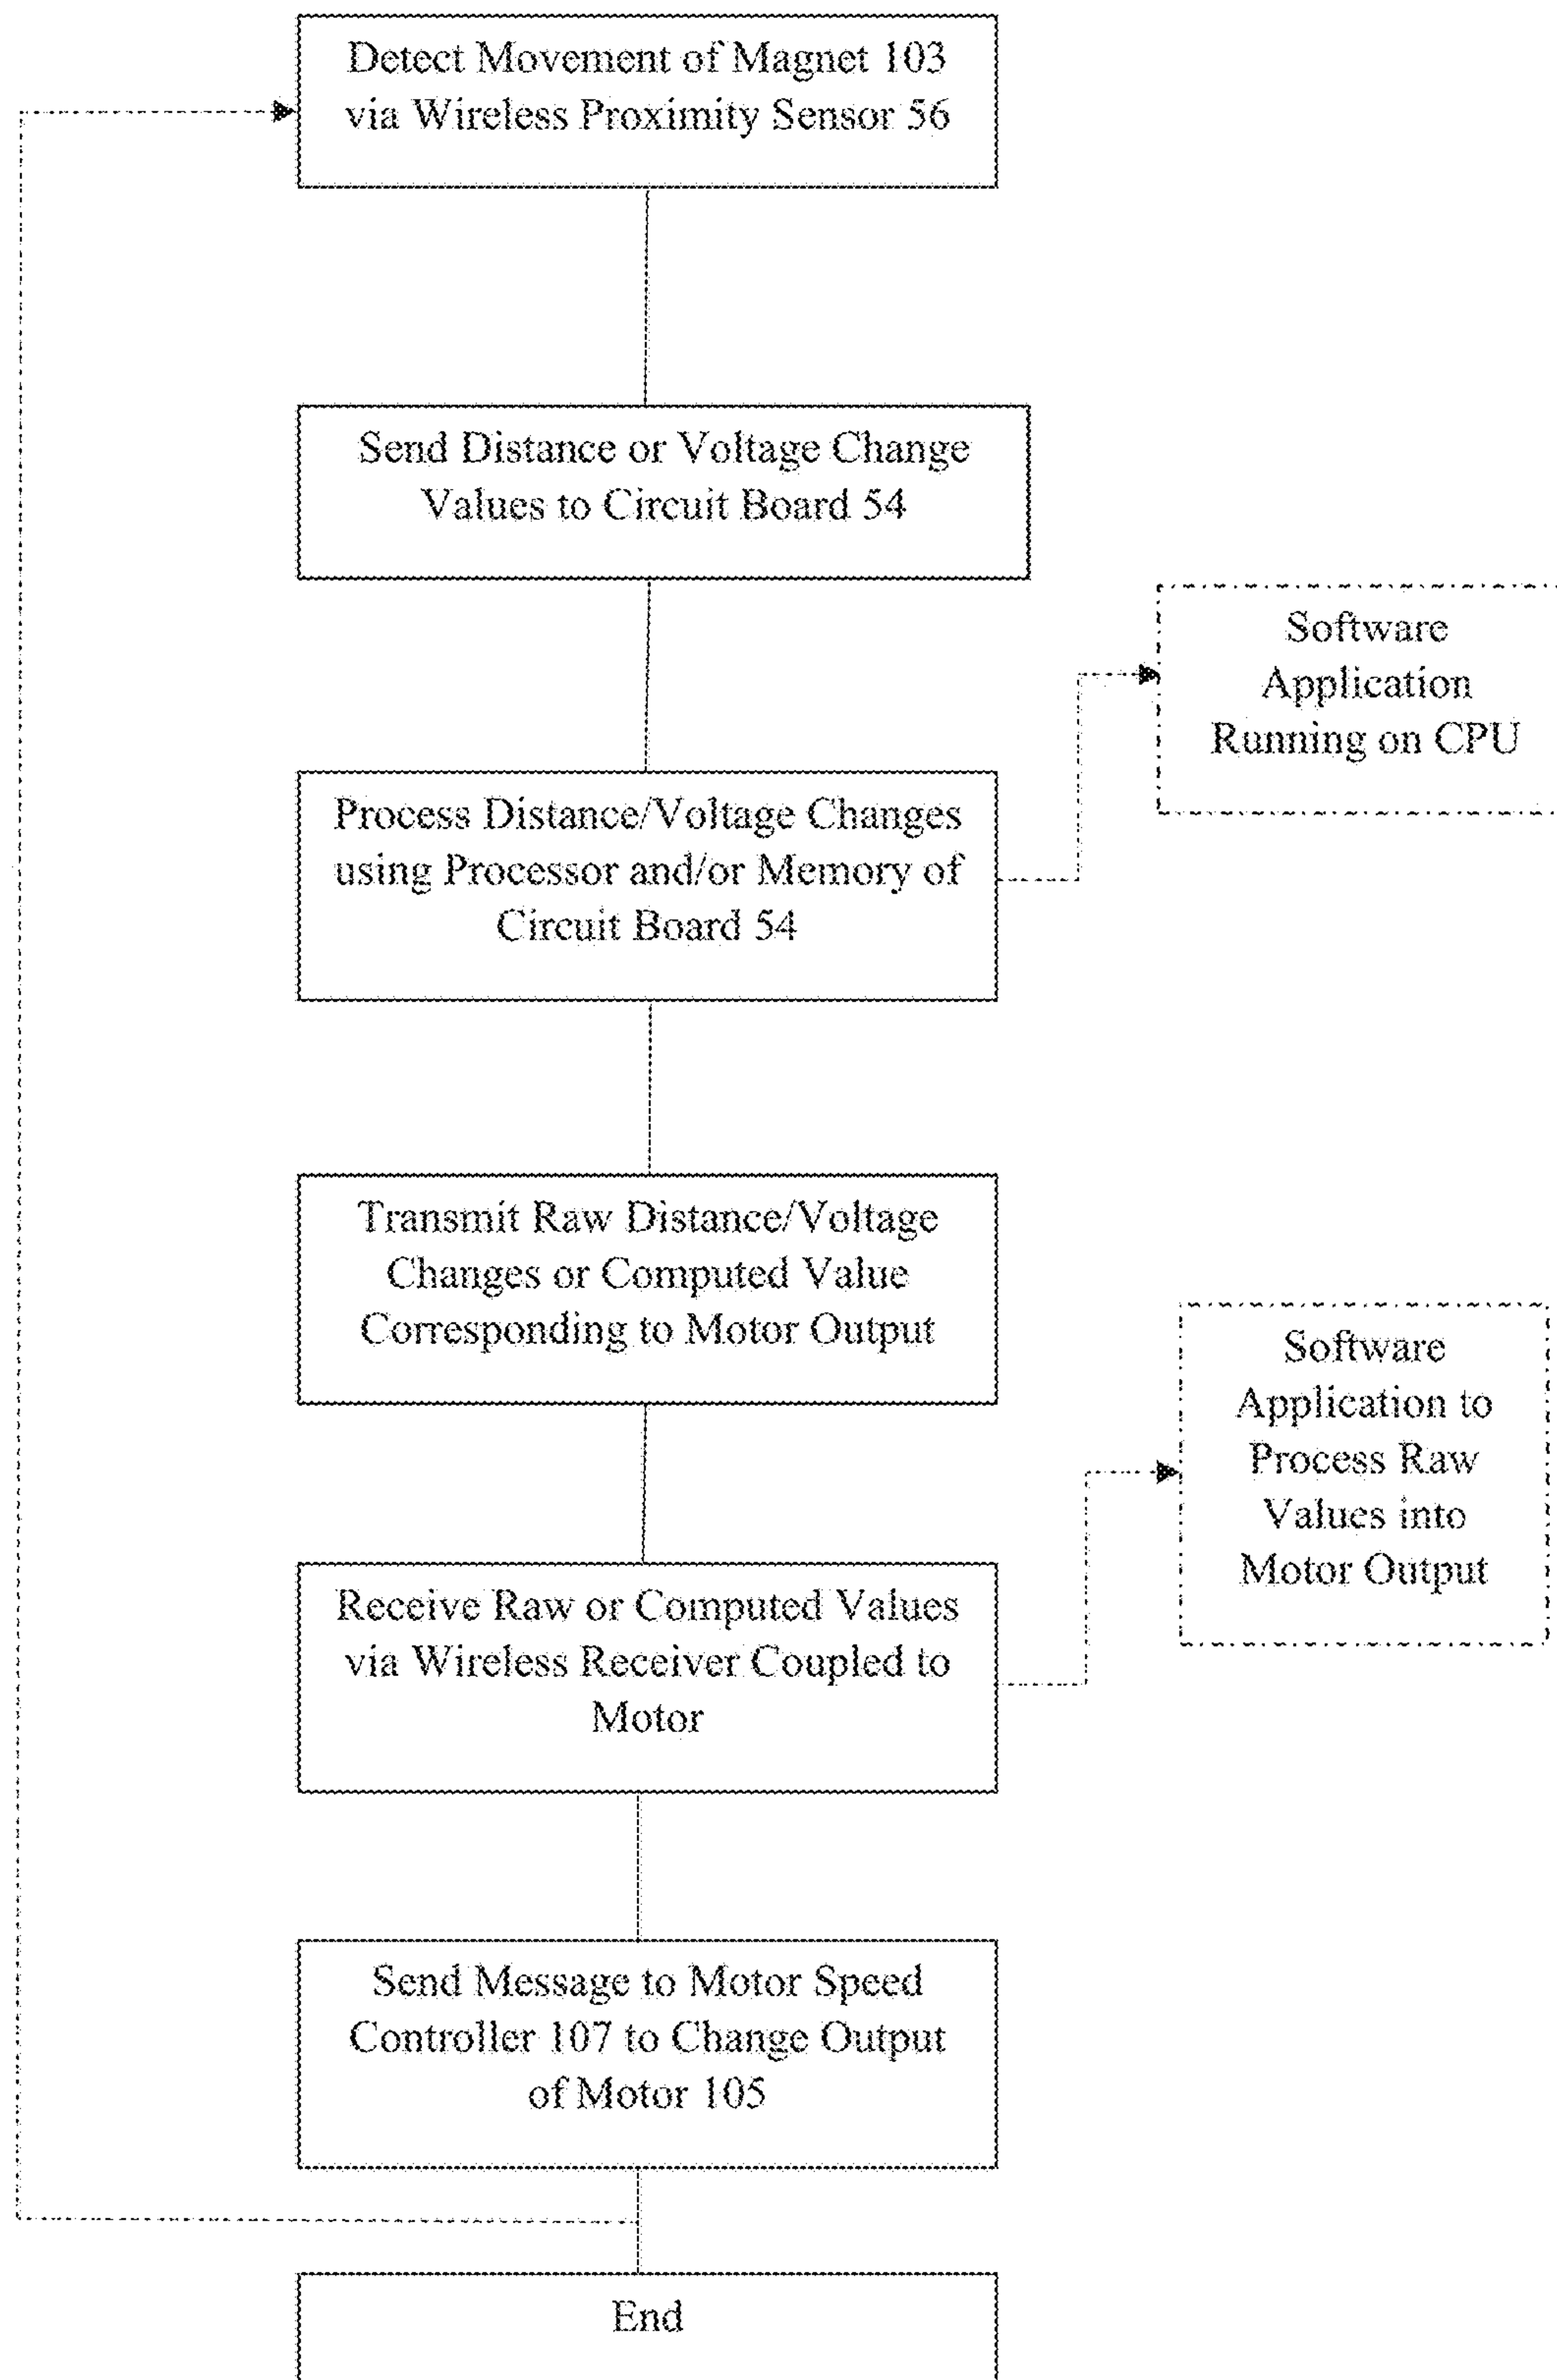 Detect Movement of Magnet 103
via Wireless Proximity Sensor 56
Send Distance or Voltage Change
Values to Circuit Board 54
Software
Application
Running on CPU
Process Distance/Voltage Changes
using Processor and/or Memory of
Circuit Board 54
Transmit Raw Distance/Voltage
Changes or Computed Value
Corresponding to Motor Output
Software
Application to
Process Raw
Values into
Motor Output
Receive Raw or Computed Values
via Wireless Receiver Coupled to
Motor
Send Message to Motor Speed
Controller 107 to Change Output
of Motor 105
End